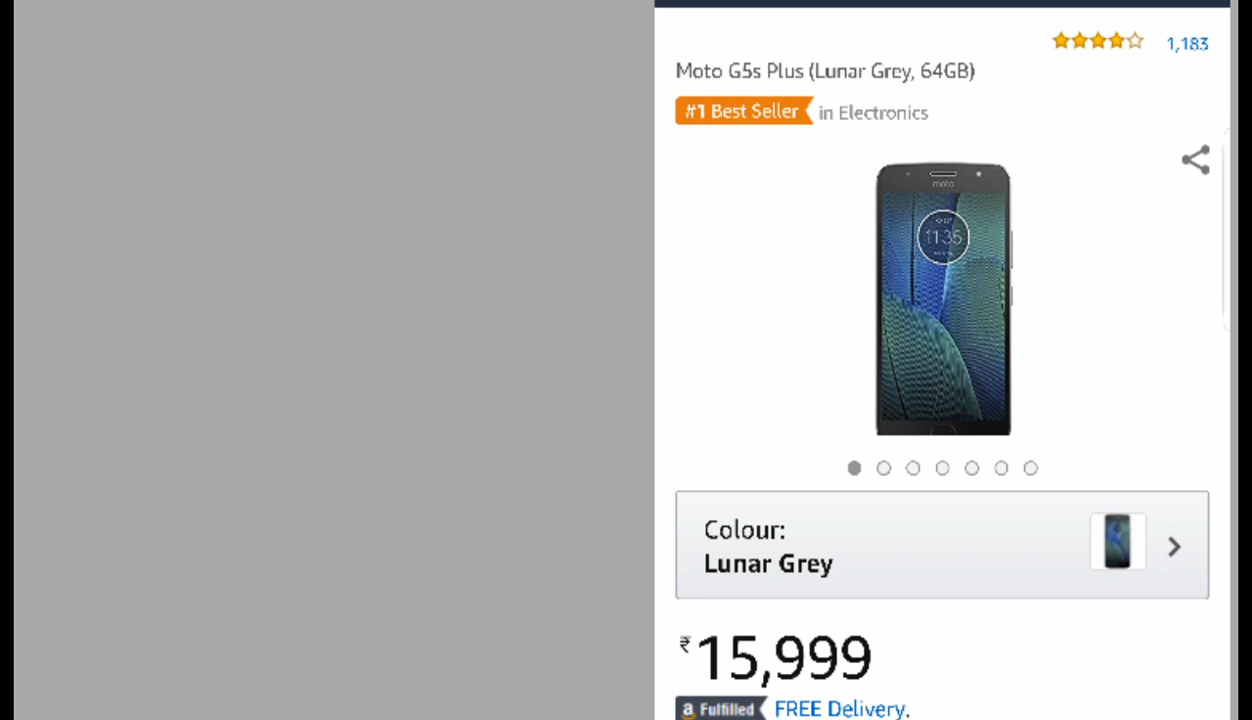 1,183
Moto G5s Plus (Lunar Grey, 64GB)
#1 Best Seller in Electronics
moto
11:35
Colour:
Lunar Grey
₹15,999
a Fulfilled FREE Delivery.